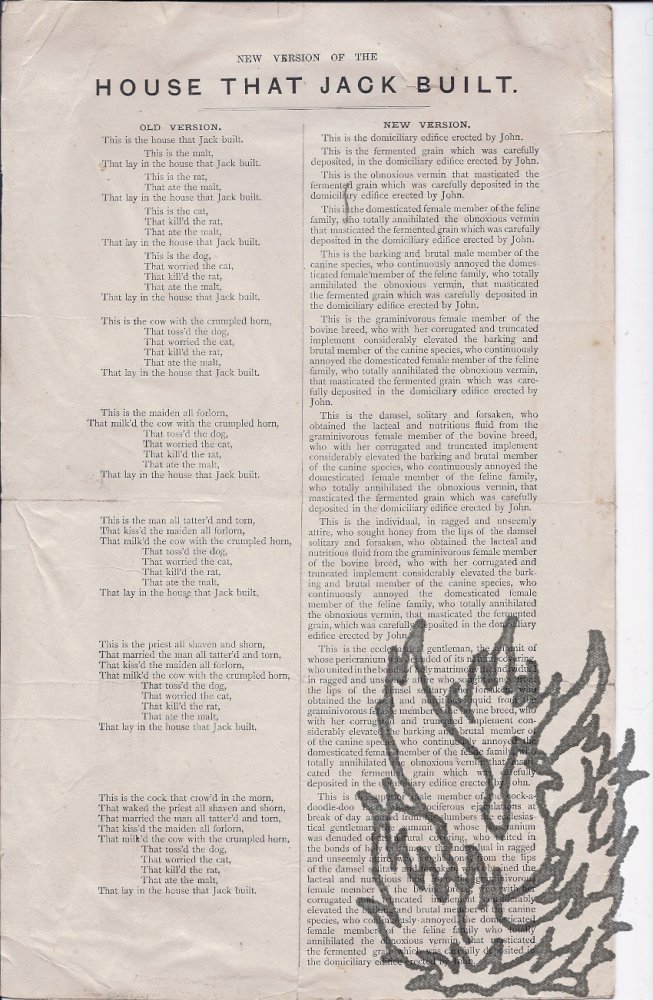 NEW VERSION OF THE
HOUSE THAT JACK BUILT.
OLD VERSION.
This is the house that Jack built.
This is the malt,
That lay in the house that Jack built.
This is the rat,
That ate the malt,
That lay in the house that Jack built.
This is the cat,
That kill'd the rat,
That ate the malt,
That lay in the house that Jack built.
This is the dog,
That worried the cat,
That kill'd the rat,
That ate the malt,
That lay in the house that Jack built.
This is the cow with the crumpled horn,
That toss'd the dog,
That worried the cat,
That kill'd the rat,
That ate the malt,
That lay in the house that Jack built.
This is the maiden all forlorn,
That milk'd the cow with the crumpled horn,
That toss'd the dog,
That worried the cat,
That kill'd the rat,
That ate the malt,
That lay in the house that Jack built.
This is the man all tatter'd and torn,
That kiss'd the maiden all forlorn,
That milk'd the cow with the crumpled horn,
That toss'd the dog,
That worried the cat,
That kill'd the rat,
That ate the malt,
That lay in the house that Jack built.
This is the priest all shaven and shorn,
That married the man all tatter'd and torn,
That kiss'd the maiden all forlorn,
That milk'd the cow with the crumpled horn,
That toss'd the dog,
That worried the cat,
That kill'd the rat,
That ate the malt,
That lay in the house that Jack built.
This is the cock that crow'd in the morn,
That waked the priest all shaven and shorn,
That married the man all tatter'd and torn,
That kiss'd the maiden all forlorn,
That milk'd the cow with the crumpled horn,
That toss'd the dog,
That worried the cat,
That kill'd the rat,
That ate the malt,
That lay in the house that Jack built.
NEW VERSION.
This is the domiciliary edifice erected by John.
This is the fermented grain which was carefully
deposited, in the domiciliary edifice erected by John.
This is the obnoxious vermin that masticated the
fermented grain which was carefully deposited in the
domiciliary edifice erected by John.
This is the domesticated female member of the feline
family, who totally annihilated the obnoxious vermin
that masticated the fermented grain which was carefully
deposited in the domiciliary edifice erected by John.
This is the barking and brutal male member of the
canine species, who continuously annoyed the domes-
ticated female member of the feline family, who totally
annihilated the obnoxious vermin, that masticated
the fermented grain which was carefully deposited in
the domiciliary edifice erected by John.
This is the graminivorous female member of the
bovine breed, who with her corrugated and truncated
implement considerably elevated the barking and
brutal member of the canine species, who continuously
annoyed the domesticated female member of the feline
family, who totally annihilated the obnoxious vermin,
that masticated the fermented grain which was care-
fully deposited in the domiciliary edifice erected by
John.
This is the damsel, solitary and forsaken, who
obtained the lacteal and nutritious fluid from the
graminivorous female member of the bovine breed,
who with her corrugated and truncated implement
considerably elevated the barking and brutal member
of the canine species, who continuously annoyed the
domesticated female member of the feline family,
who totally annihilated the obnoxious vermin, that
masticated the fermented grain which was carefully
deposited in the domiciliary edifice erected by John.
This is the individual, in ragged and unseemly
attire, who sought honey from the lips of the damsel
solitary and forsaken, who obtained the lacteal and
nutritious fluid from the graminivorous female member
of the bovine breed, who with her corrugated and
truncated implement considerably elevated the bark-
ing and brutal member of the canine species, who
continuously annoyed the domesticated female
member of the feline family, who totally annihilated
the obnoxious vermin, that masticated the fermented
grain, which was carefully deposited in the domiciliary
edifice erected by John.
This is the gentleman, the of
whose pericranium of its
who united in the matrimony
in ragged and who
the lips of the damsel
obtained the and from
graminivorous member breed, who
with her and implement con-
siderably elevated the barking and brutal member
of the canine species, who annoyed the
domesticated female member of the feline family
totally annihilated obnoxious vermin that
cated the grain which carefully
deposited in the edifice by John.
This is member of
doodle-doo at
break of day from slumbers
tical gentleman, summit whose
was denuded covering, who united in
the bonds of in ragged
and unseemly the lips
of the damsel the
lacteal and
female member of the with her
corrugated implement
elevated the and brutal canine
species, who continuously annoyed the domesticated
female member of the feline who totally
annihilated the obnoxious vermin that masticated
the fermented grain which carefully deposited in
the domiciliary edifice erected by John.